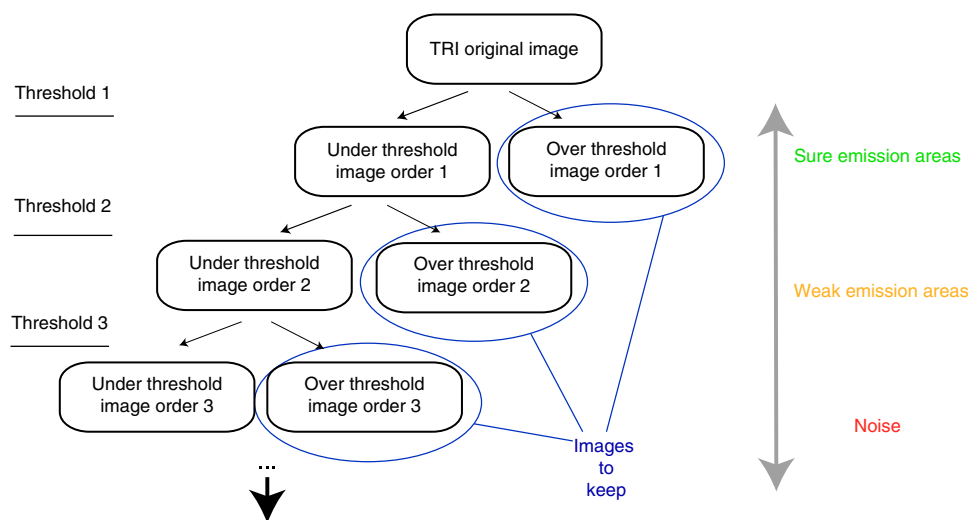 TRI original image
Threshold 1
Under threshold
image order 1
Over threshold
image order 1
Sure emission areas
Threshold 2
Under threshold
image order 2
Over threshold
image order 2
Weak emission areas
Threshold 3
Under threshold
image order 3
Over threshold
image order 3
Noise
Images
to
keep
...